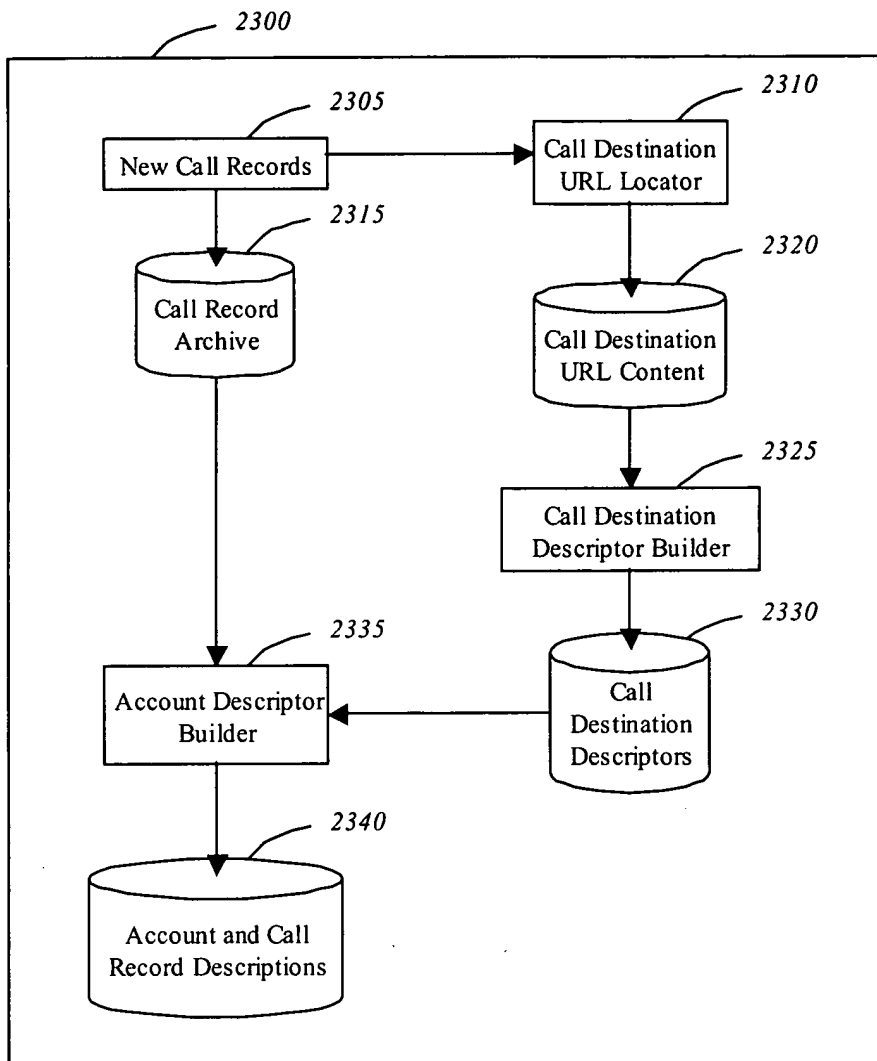 2300
2305
2310
New Call Records
Call Destination
URL Locator
2315
2320
Call Record
Archive
Call Destination
URL Content
2325
Call Destination
Descriptor Builder
2335
2330
Account Descriptor
Builder
Call
Destination
Descriptors
2340
Account and Call
Record Descriptions